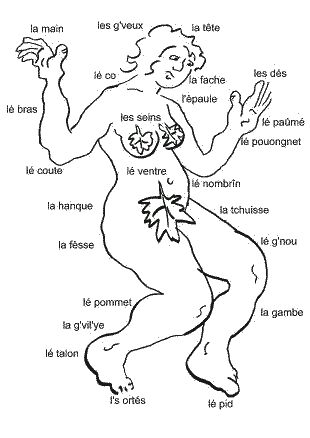 les g'veux
la tête
la main
lé co
la fache
les dés
l'êpaule
lé bras
les seins
lé paûmé
lé pouongnet
lé coute
lé ventre
lé nombrîn
la hanque
la tchuisse
la fêsse
lé g'nou
lé pommet
la gambe
la g'vil'ye
lé talon
l's ortés
lé pid